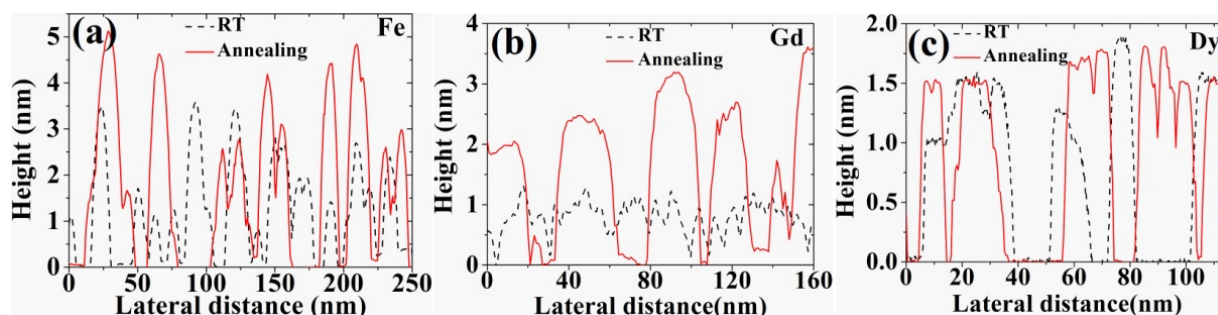 (a)
RT
Annealing
Fe
Height (nm)
5
4
3
2
1
0
0 50 100 150 200 250
Lateral distance (nm)
(b)
RT
Annealing
Gd
Height (nm)
4
3
2
1
0
0 40 80 120 160
Lateral distance(nm)
(c)
RT
Annealing
Dy
Height (nm)
2.0
1.5
1.0
0.5
0.0
0 20 40 60 80 100
Lateral distance(nm)